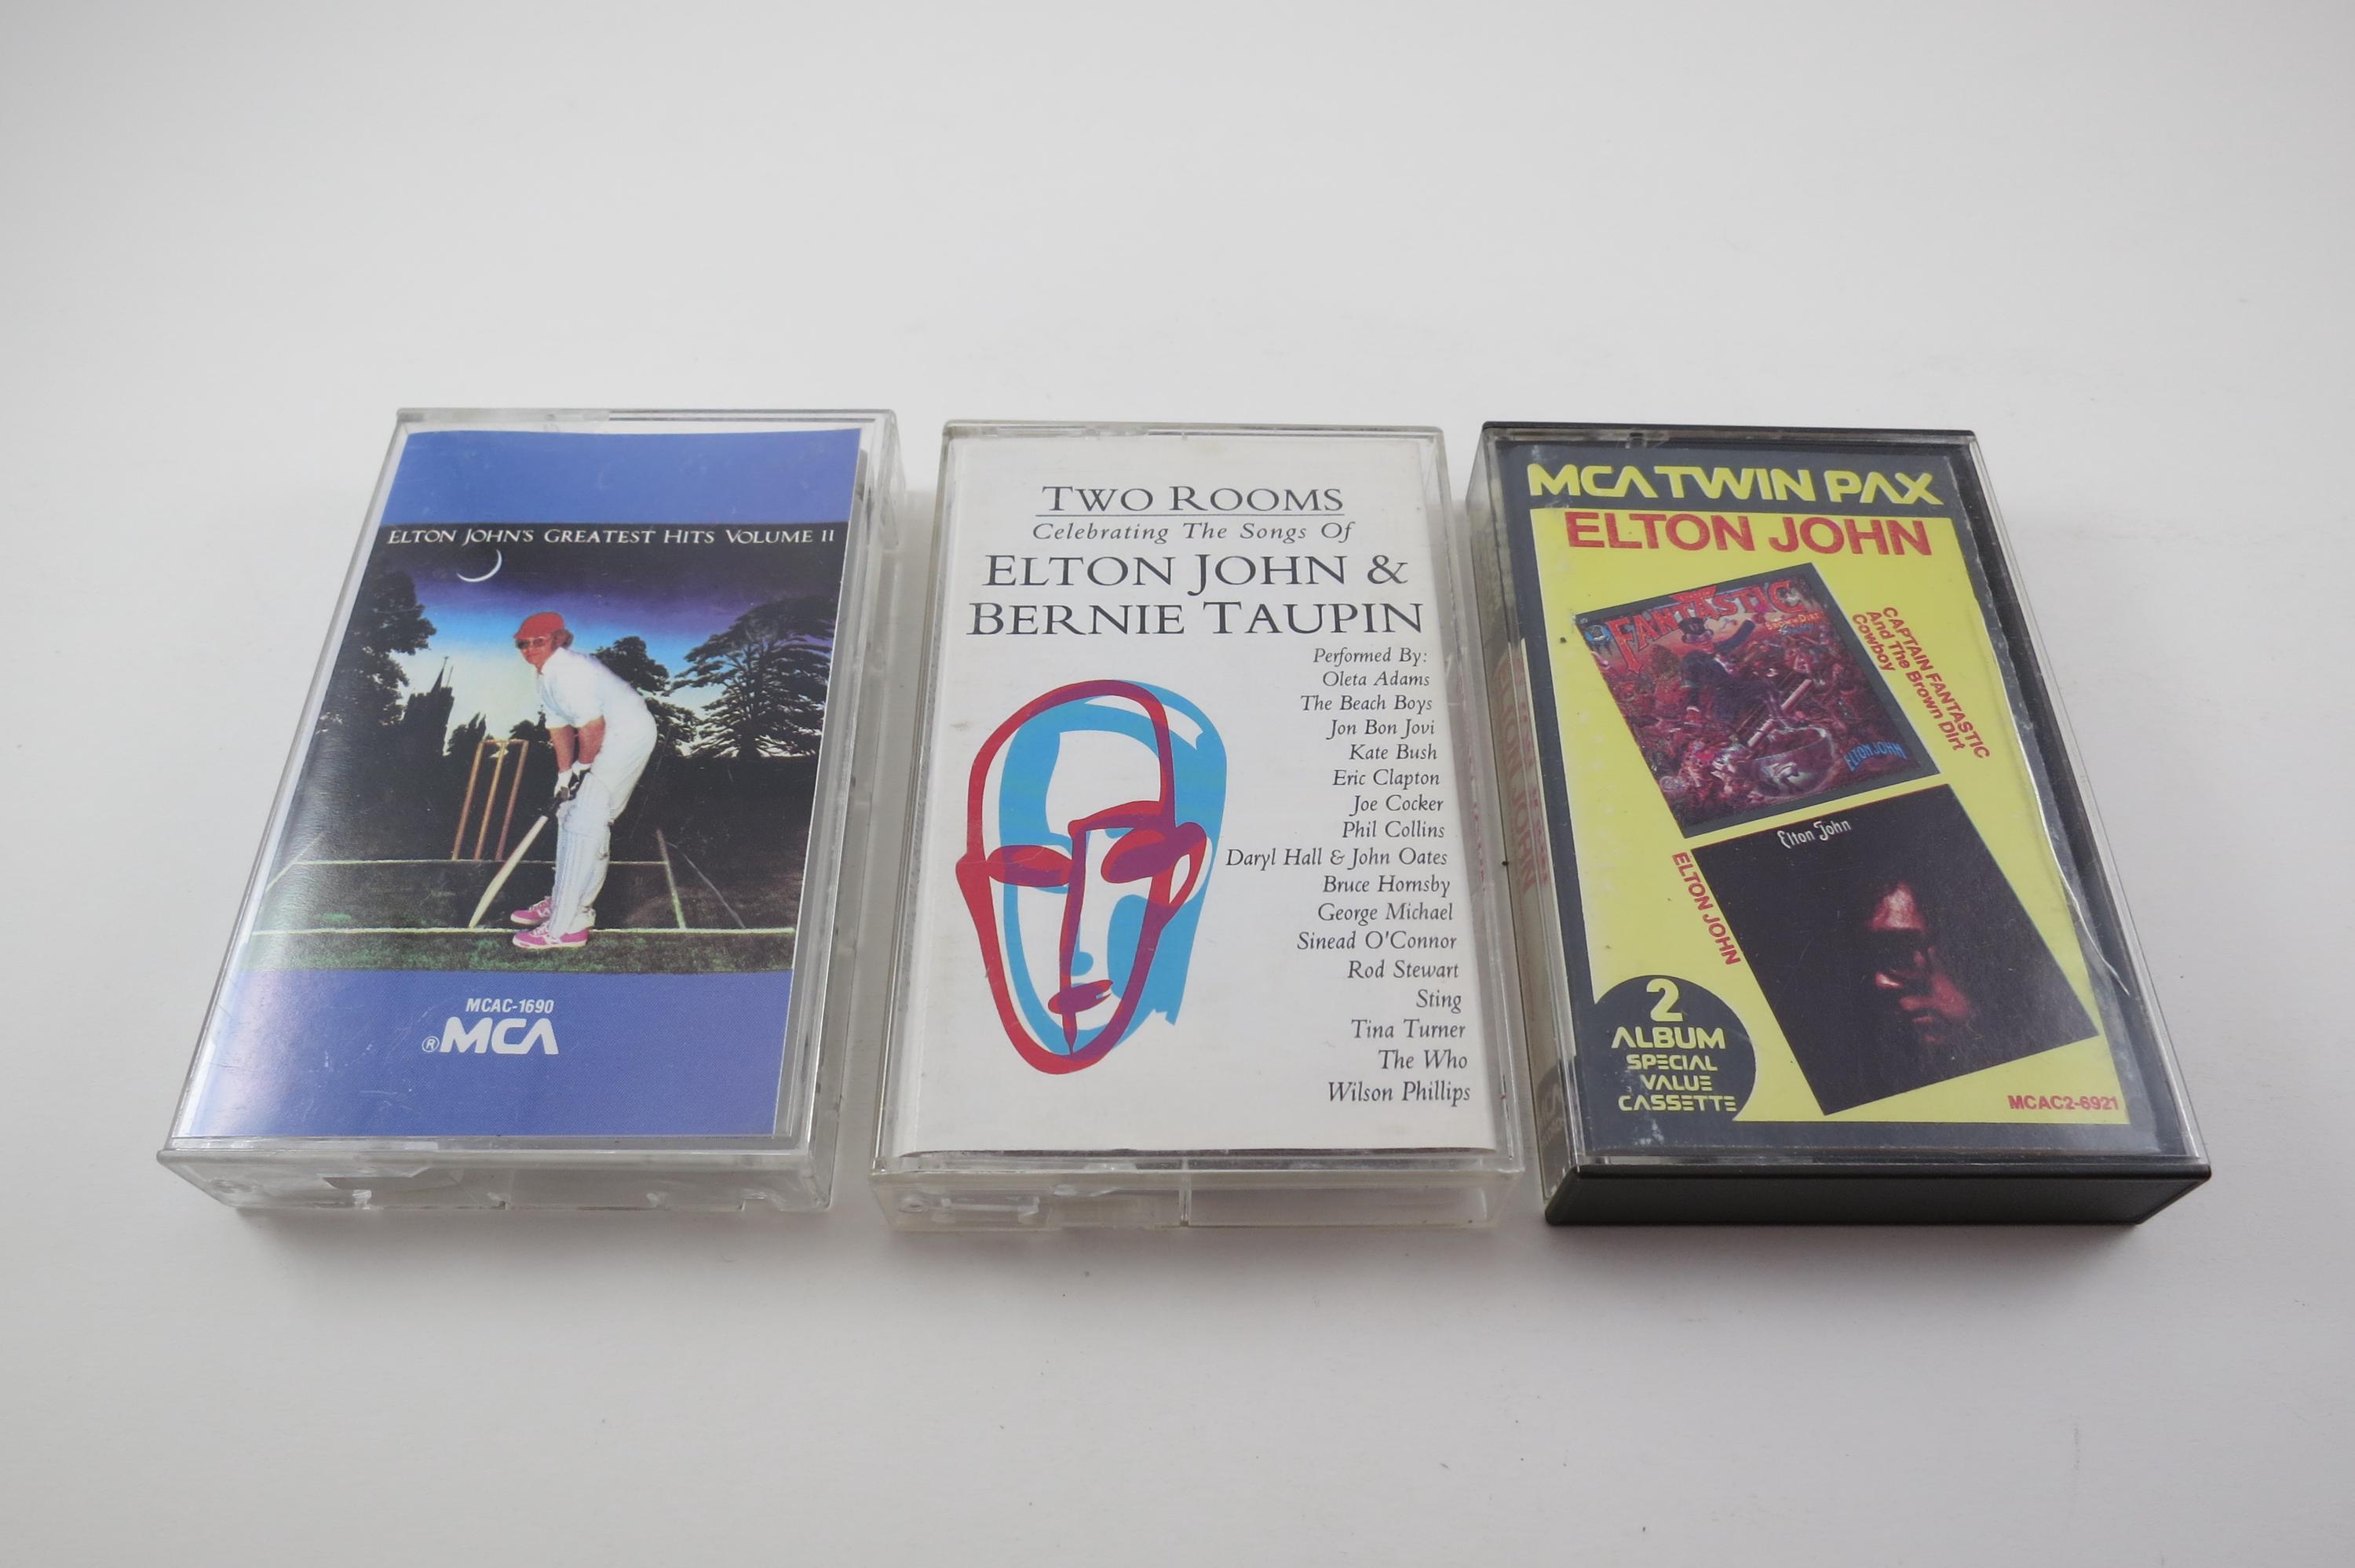 ELTON JOHN'S GREATEST HITS VOLUME II
MCAC-1690
®MCA
TWO ROOMS
Celebrating The Songs Of
ELTON JOHN &
BERNIE TAUPIN
Performed By:
Oleta Adams
The Beach Boys
Jon Bon Jovi
Kate Bush
Eric Clapton
Joe Cocker
Phil Collins
Daryl Hall & John Oates
Bruce Hornsby
George Michael
Sinead O'Connor
Rod Stewart
Sting
Tina Turner
The Who
Wilson Phillips
MCA TWIN PAX
ELTON JOHN
FANTASTIC
ELTON JOHN
CAPTAIN FANTASTIC
And The Brown Dirt
Cowboy
Elton John
ELTON JOHN
2
ALBUM
SPECIAL
VALUE
CASSETTE
MCAC2-6921
ELTON JOHN